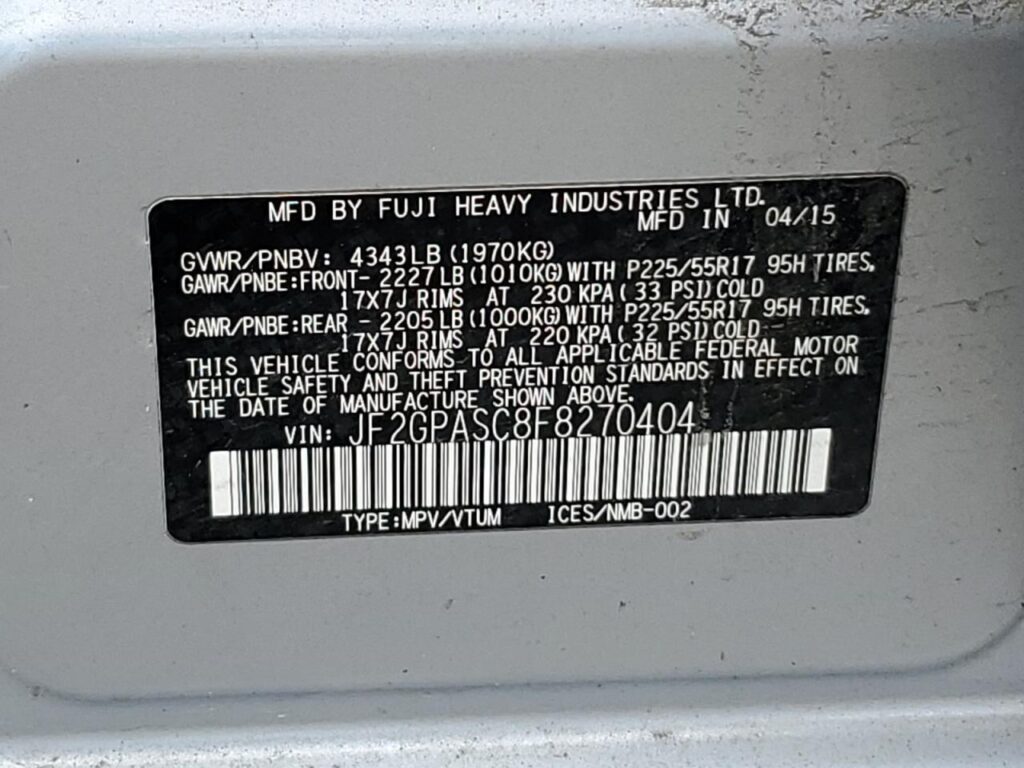 MFD BY FUJI HEAVY INDUSTRIES LTD.
MFD IN 04/15
GVWR/PNBV: 4343LB (1970KG)
GAWR/PNBE:FRONT- 2227LB(1010KG)WITH P225/55R17 95H TIRES,
17X7J RIMS AT 230 KPA(33 PSI)COLD
GAWR/PNBE:REAR - 2205LB(1000KG)WITH P225/55R17 95H TIRES.
17X7J RIMS AT 220 KPA(32 PSI)COLD
THIS VEHICLE CONFORMS TO ALL APPLICABLE FEDERAL MOTOR
VEHICLE SAFETY AND THEFT PREVENTION STANDARDS IN EFFECT ON
THE DATE OF MANUFACTURE SHOWN ABOVE.
VIN: JF2GPASC8F8270404
TYPE:MPV/VTUM ICES/NMB-002